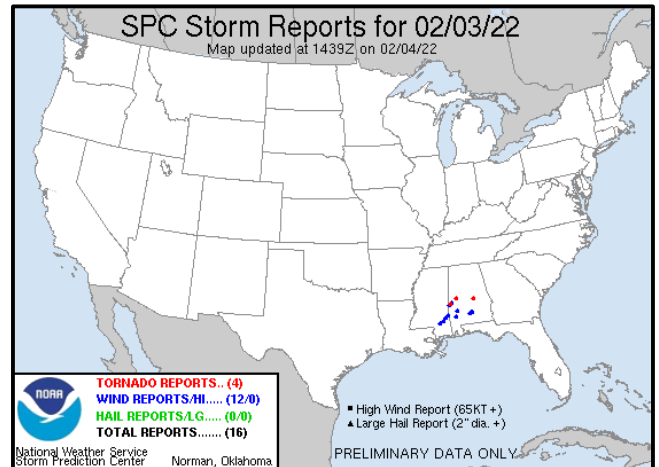 SPC Storm Reports for 02/03/22
Map updated at 1439Z on 02/04/22
NOAA
TORNADO REPORTS.. (4)
WIND REPORTS/HI..... (12/0)
HAIL REPORTS/LG..... (0/0)
TOTAL REPORTS....... (16)
National Weather Service
Storm Prediction Center Norman, Oklahoma
High Wind Report (65KT +)
Large Hail Report (2" dia. +)
PRELIMINARY DATA ONLY